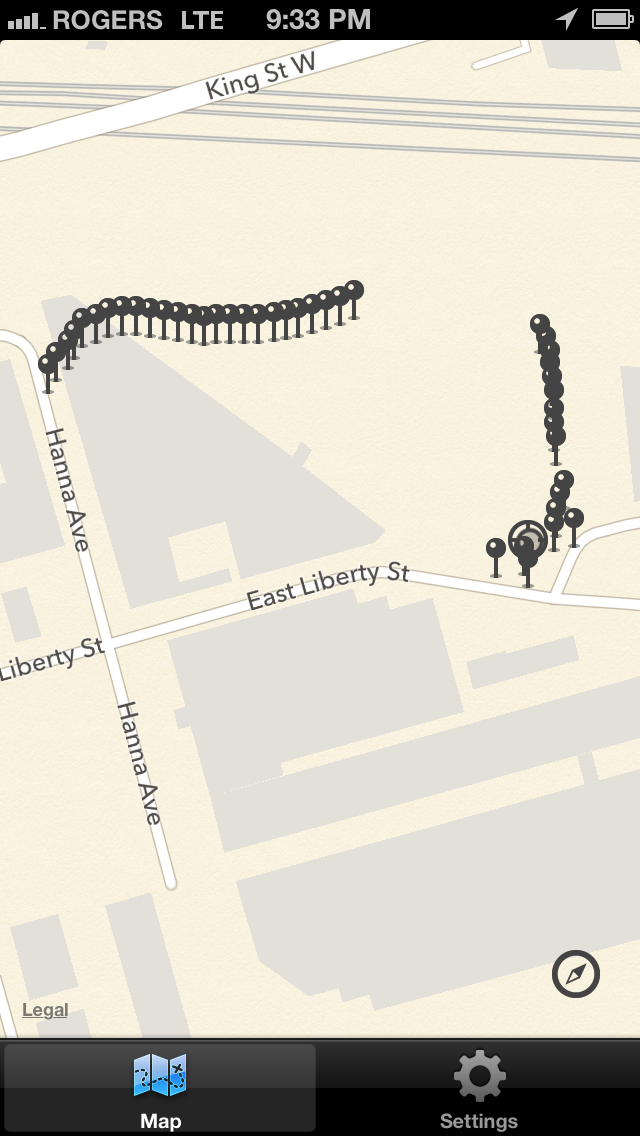 ROGERS LTE 9:33 PM
King St W
Hanna Ave
East Liberty St
Liberty St
Hanna Ave
Legal
Map Settings